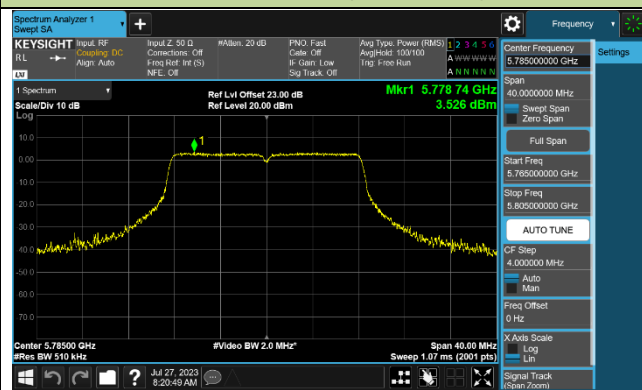 Spectrum Analyzer 1
Swept SA
Frequency
KEYSIGHT
RL
Input: RF
Coupling: DC
Align: Auto
Input Z: 50 Ω
Corrections: Off
Freq Ref: Int (S)
NFE: Off
#Atten: 20 dB
PNO: Fast
Gate: Off
IF Gain: Low
Sig Track: Off
Avg Type: Power (RMS)
Avg|Hold: 100/100
Trig: Free Run
1 2 3 4 5 6
A W W W W W
A N N N N N
1 Spectrum
Scale/Div 10 dB
Ref Lvl Offset 23.00 dB
Ref Level 20.00 dBm
Mkr1 5.778 74 GHz
3.526 dBm
Log
1
10.0
0.00
-10.0
-20.0
-30.0
-40.0
-50.0
-60.0
-70.0
Center 5.78500 GHz
#Res BW 510 kHz
#Video BW 2.0 MHz*
Span 40.00 MHz
Sweep 1.07 ms (2001 pts)
Jul 27, 2023
8:20:49 AM
Center Frequency
5.785000000 GHz
Settings
Span
40.0000000 MHz
Swept Span
Zero Span
Full Span
Start Freq
5.765000000 GHz
Stop Freq
5.805000000 GHz
AUTO TUNE
CF Step
4.000000 MHz
Auto
Man
Freq Offset
0 Hz
X Axis Scale
Log
Lin
Signal Track
(Span Zoom)